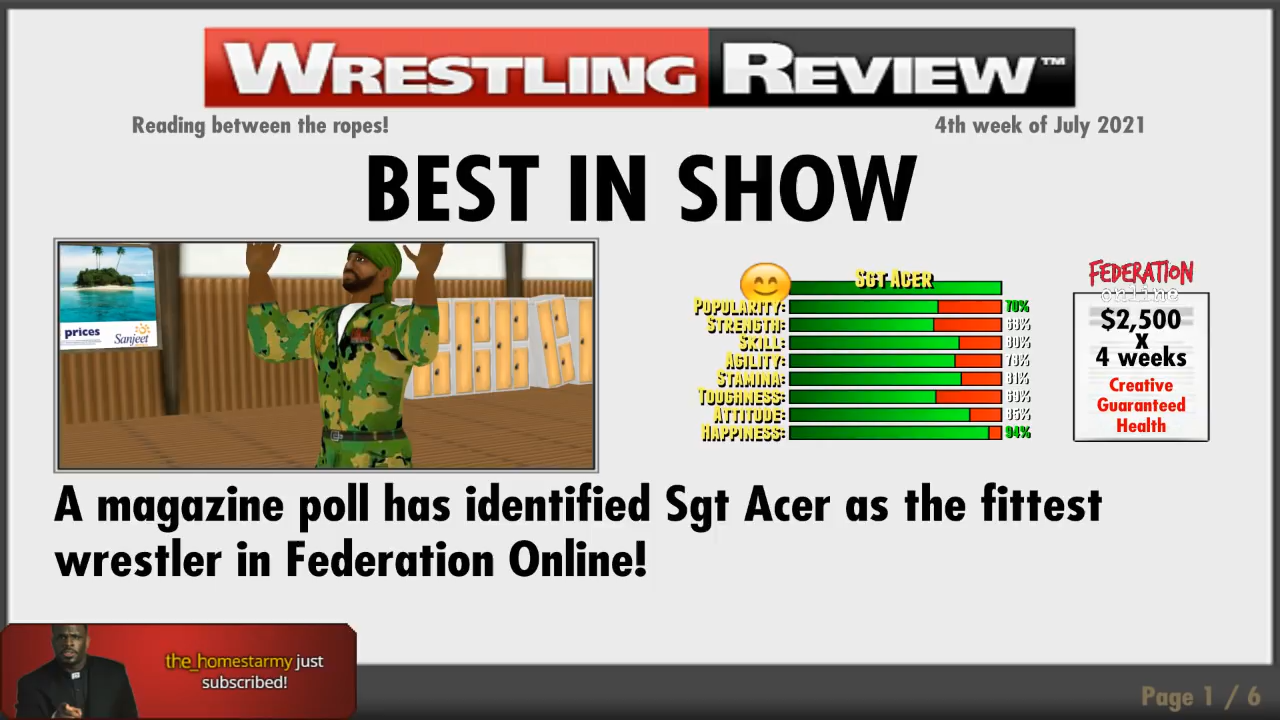 WRESTLING REVIEW™
Reading between the ropes!
4th week of July 2021
BEST IN SHOW
prices
Sanjeet
SGT ACER
POPULARITY: 70%
STRENGTH: 68%
SKILL: 80%
AGILITY: 78%
STAMINA: 81%
TOUGHNESS: 69%
ATTITUDE: 85%
HAPPINESS: 94%
FEDERATION
online
$2,500
X
4 weeks
Creative
Guaranteed
Health
A magazine poll has identified Sgt Acer as the fittest
wrestler in Federation Online!
the_homestarmy just
subscribed!
Page 1 / 6